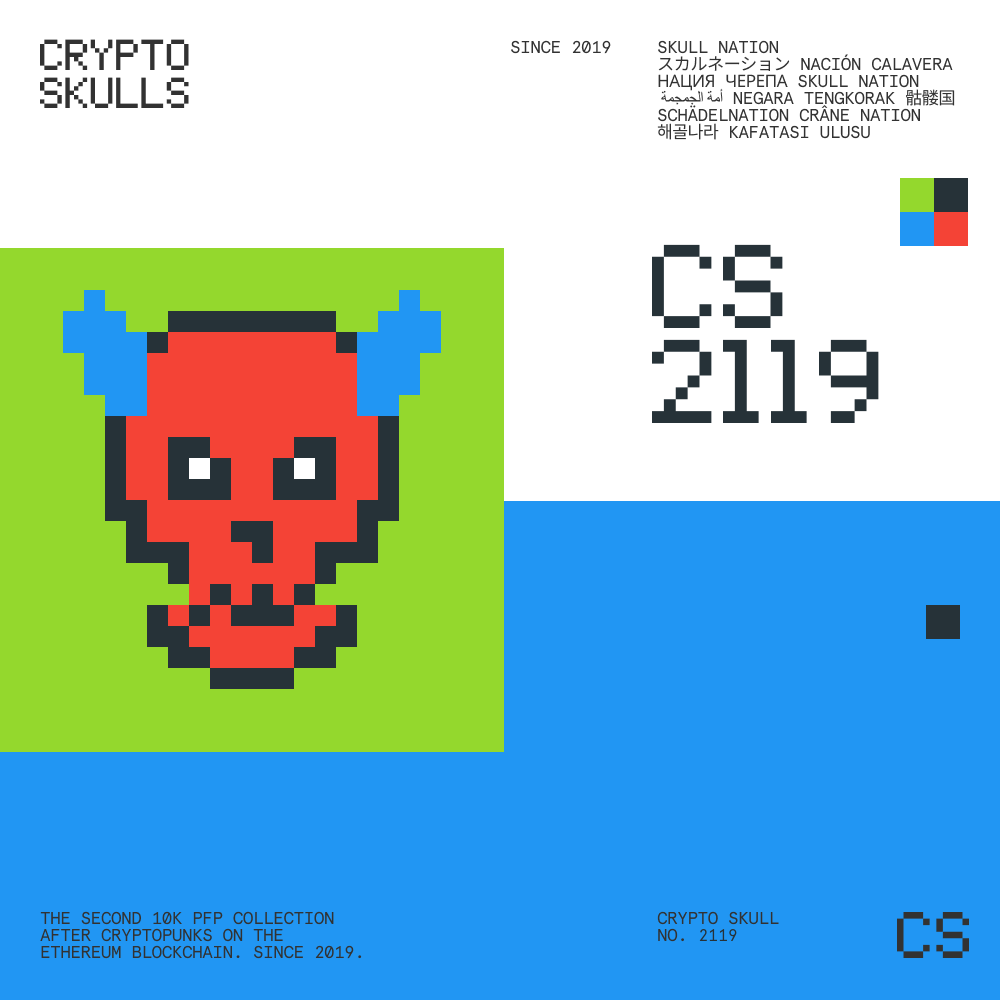 CRYPTO
SKULLS
SINCE 2019
SKULL NATION
スカルネーション NACIÓN CALAVERA
НАЦИЯ ЧЕРЕПА SKULL NATION
أمة الجمجمة NEGARA TENGKORAK 骷髅国
SCHÄDELNATION CRÂNE NATION
해골나라 KAFATASI ULUSU
CS
2119
THE SECOND 10K PFP COLLECTION
AFTER CRYPTOPUNKS ON THE
ETHEREUM BLOCKCHAIN. SINCE 2019.
CRYPTO SKULL
NO. 2119
CS